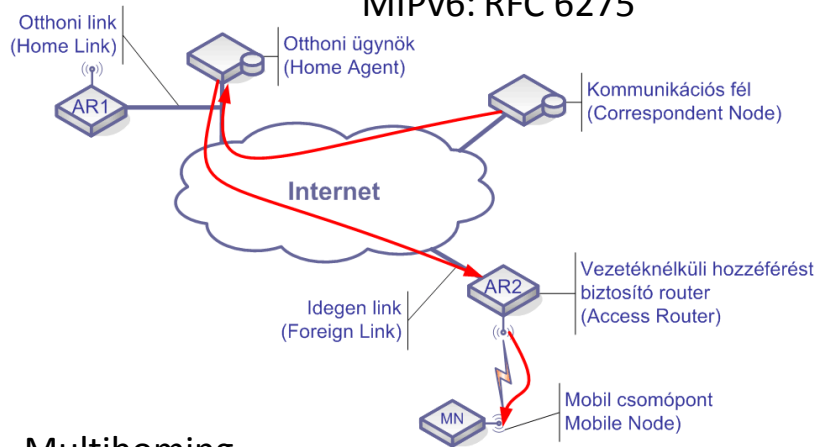 MIPv6: RFC 6275
Otthoni link
(Home Link)
Otthoni ügynök
(Home Agent)
AR1
Kommunikációs fél
(Correspondent Node)
Internet
AR2
Vezetéknélküli hozzéférést
biztosító router
(Access Router)
Idegen link
(Foreign Link)
MN
Mobil csomópont
Mobile Node)
Multihoming